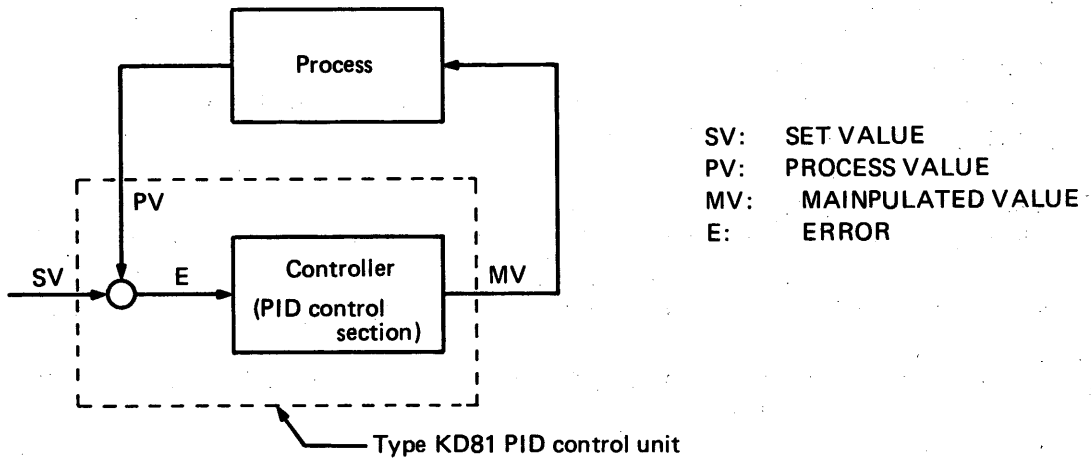 Process
SV: SET VALUE
PV: PROCESS VALUE
MV: MAINPULATED VALUE
E: ERROR
PV
SV
E
Controller
(PID control
section)
MV
Type KD81 PID control unit